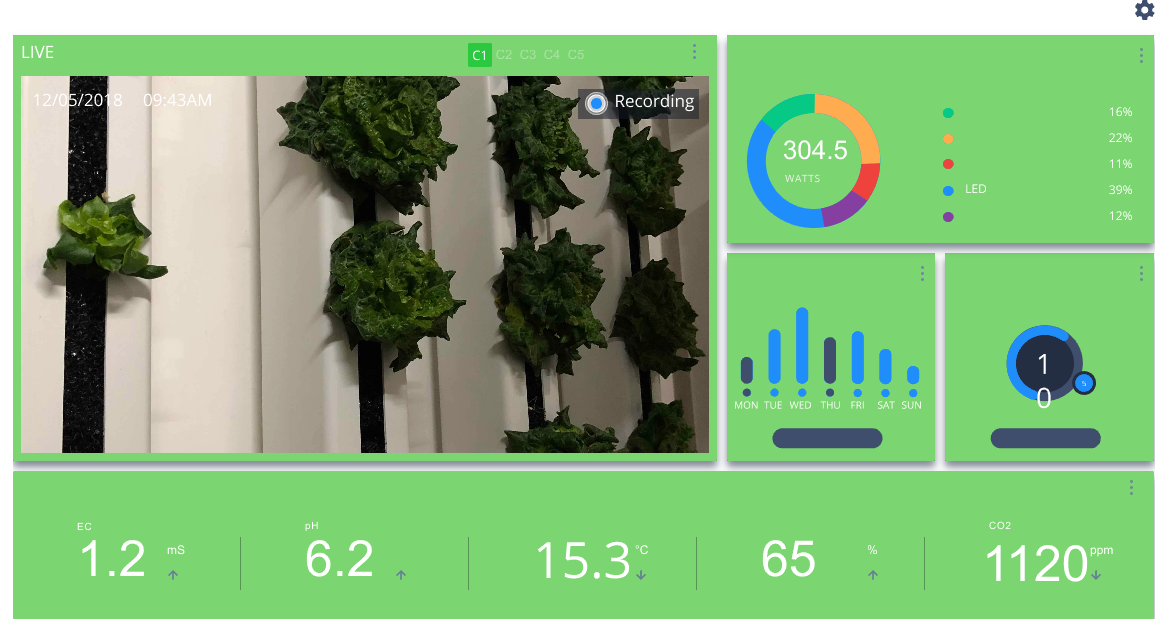 LIVE
C1 C2 C3 C4 C5
12/05/2018 09:43AM
Recording
304.5
WATTS
16%
22%
11%
LED 39%
12%
MON TUE WED THU FRI SAT SUN
1
0
5
EC
1.2 mS
pH
6.2
15.3 °C
65 %
CO2
1120 ppm